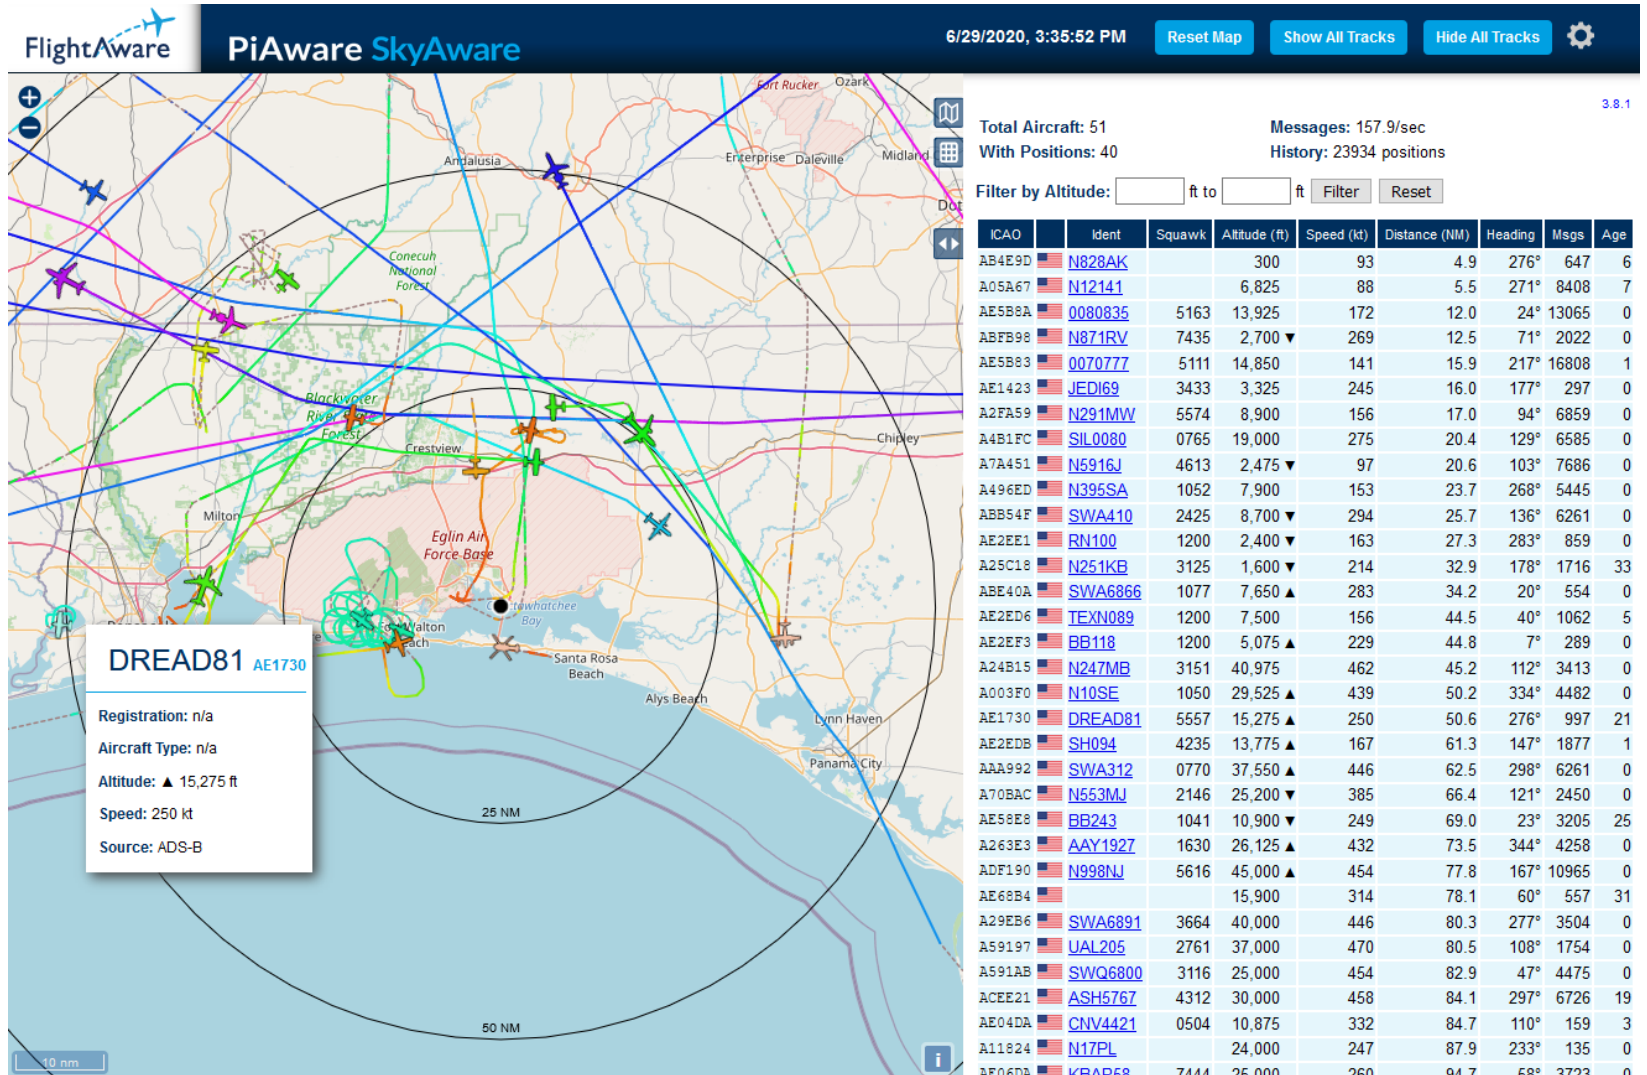 FlightAware
PiAware SkyAware
6/29/2020, 3:35:52 PM
Reset Map
Show All Tracks
Hide All Tracks
3.8.1
Total Aircraft: 51
Messages: 157.9/sec
With Positions: 40
History: 23934 positions
Filter by Altitude: ft to ft Filter Reset
ICAO Ident Squawk Altitude (ft) Speed (kt) Distance (NM) Heading Msgs Age
AB4E9D N828AK 300 93 4.9 276° 647 6
A05A67 N12141 6,825 88 5.5 271° 8408 7
AE5B8A 0080835 5163 13,925 172 12.0 24° 13065 0
ABFB98 N871RV 7435 2,700 ▼ 269 12.5 71° 2022 0
AE5B83 0070777 5111 14,850 141 15.9 217° 16808 1
AE1423 JEDI69 3433 3,325 245 16.0 177° 297 0
A2FA59 N291MW 5574 8,900 156 17.0 94° 6859 0
A4B1FC SIL0080 0765 19,000 275 20.4 129° 6585 0
A7A451 N5916J 4613 2,475 ▼ 97 20.6 103° 7686 0
A496ED N395SA 1052 7,900 153 23.7 268° 5445 0
ABB54F SWA410 2425 8,700 ▼ 294 25.7 136° 6261 0
AE2EE1 RN100 1200 2,400 ▼ 163 27.3 283° 859 0
A25C18 N251KB 3125 1,600 ▼ 214 32.9 178° 1716 33
ABE40A SWA6866 1077 7,650 ▲ 283 34.2 20° 554 0
AE2ED6 TEXN089 1200 7,500 156 44.5 40° 1062 5
AE2EF3 BB118 1200 5,075 ▲ 229 44.8 7° 289 0
A24B15 N247MB 3151 40,975 462 45.2 112° 3413 0
A003F0 N10SE 1050 29,525 ▲ 439 50.2 334° 4482 0
AE1730 DREAD81 5557 15,275 ▲ 250 50.6 276° 997 21
AE2EDB SH094 4235 13,775 ▲ 167 61.3 147° 1877 1
AAA992 SWA312 0770 37,550 ▲ 446 62.5 298° 6261 0
A70BAC N553MJ 2146 25,200 ▼ 385 66.4 121° 2450 0
AE58E8 BB243 1041 10,900 ▼ 249 69.0 23° 3205 25
A263E3 AAY1927 1630 26,125 ▲ 432 73.5 344° 4258 0
ADF190 N998NJ 5616 45,000 ▲ 454 77.8 167° 10965 0
AE68B4 15,900 314 78.1 60° 557 31
A29EB6 SWA6891 3664 40,000 446 80.3 277° 3504 0
A59197 UAL205 2761 37,000 470 80.5 108° 1754 0
A591AB SWQ6800 3116 25,000 454 82.9 47° 4475 0
ACEE21 ASH5767 4312 30,000 458 84.1 297° 6726 19
AE04DA CNV4421 0504 10,875 332 84.7 110° 159 3
A11824 N17PL 24,000 247 87.9 233° 135 0
AE06DA KBAR58 7444 25,000 260 94.7 58° 3723 0
Fort Rucker
Ozark
Andalusia
Enterprise
Daleville
Midland
Dot
Conecuh
National
Forest
Blackwater
River
Forest
Crestview
Chipley
Milton
Eglin Air
Force Base
Choctawhatchee
Bay
Walton
Beach
Santa Rosa
Beach
Alys Beach
Lynn Haven
Panama City
DREAD81 AE1730
Registration: n/a
Aircraft Type: n/a
Altitude: ▲ 15,275 ft
Speed: 250 kt
Source: ADS-B
25 NM
50 NM
10 nm
i